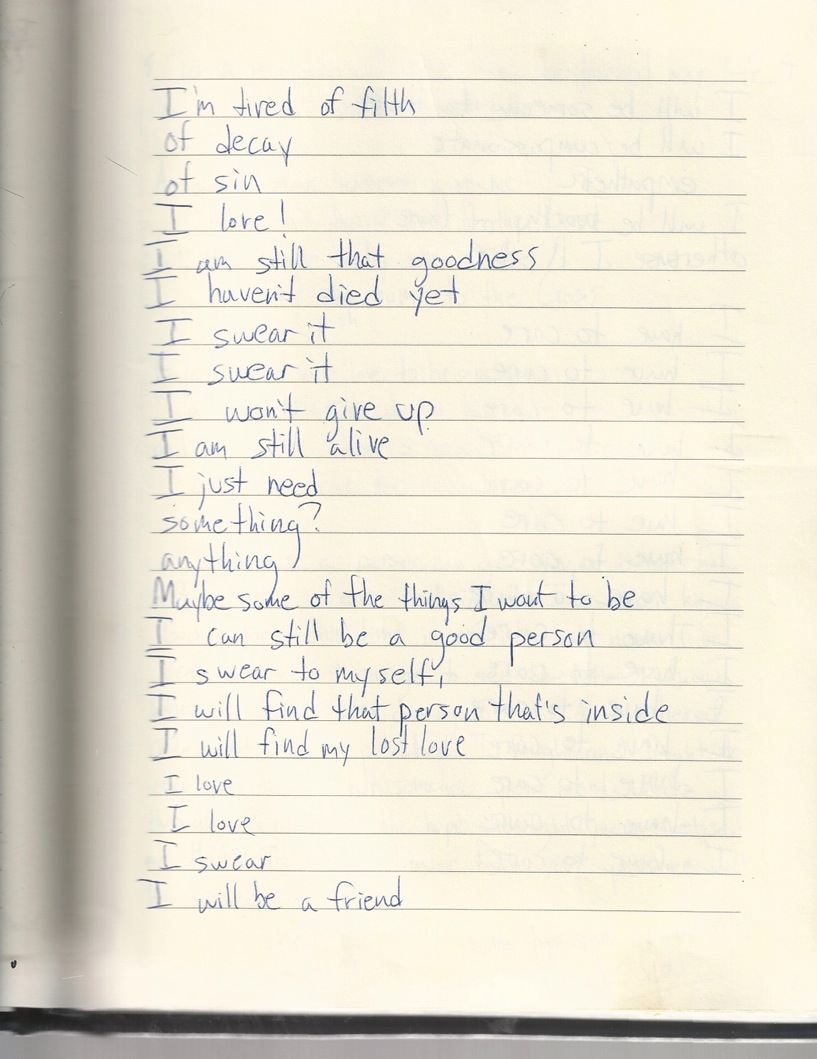 I'm tired of filth
of decay
of sin
I love!
I am still that goodness
I haven't died yet
I swear it
I swear it
I won't give up
I am still alive
I just need
something?
anything
Maybe some of the things I want to be
I can still be a good person
I swear to myself,
I will find that person that's inside
I will find my lost love
I love
I love
I swear
I will be a friend